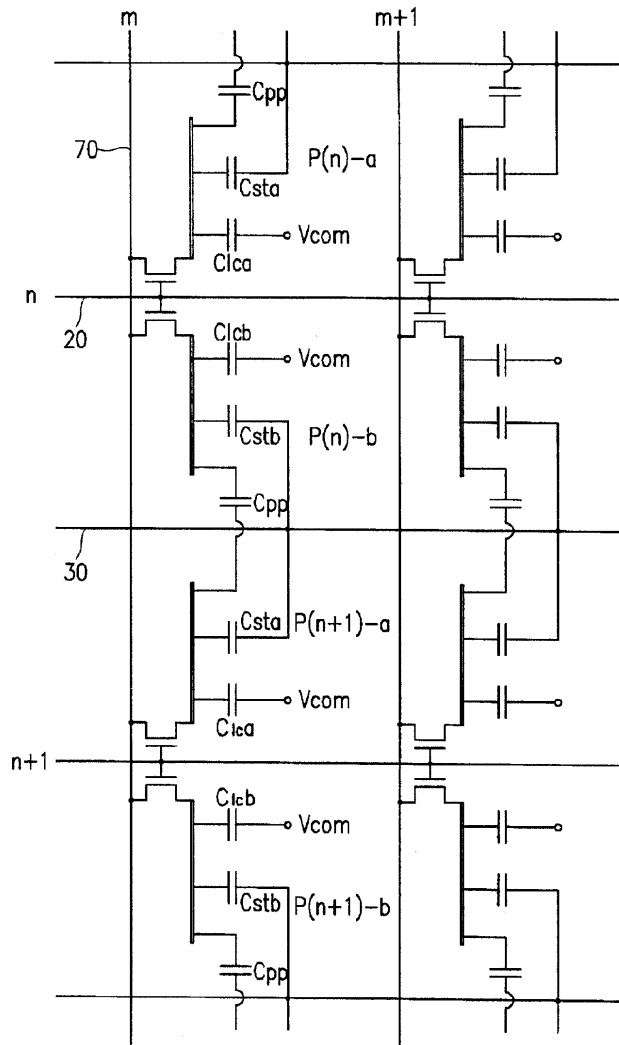 m m+1
Cpp
70
P(n)-a
Csta
Vcom
Clca
n
20
Clcb
Vcom
Cstb
P(n)-b
Cpp
30
Csta P(n+1)-a
Vcom
Clca
n+1
Clcb
Vcom
Cstb
P(n+1)-b
Cpp